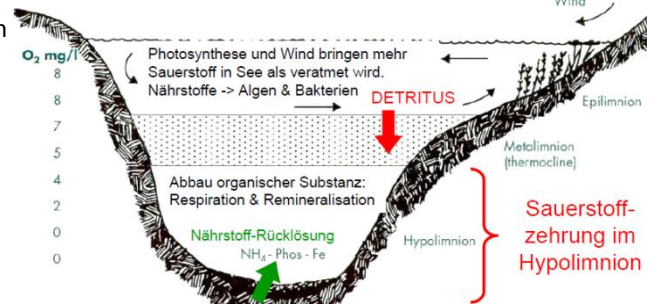 Wind
n
O₂ mg/l
8
8
7
5
4
2
0
0
Photosynthese und Wind bringen mehr
Sauerstoff in See als veratmet wird.
Nährstoffe -> Algen & Bakterien
DETRITUS
Epilimnion
Metalimnion
(thermocline)
Abbau organischer Substanz:
Respiration & Remineralisation
Nährstoff-Rücklösung
NH₄ - Phos - Fe
Hypolimnion
Sauerstoff-
zehrung im
Hypolimnion